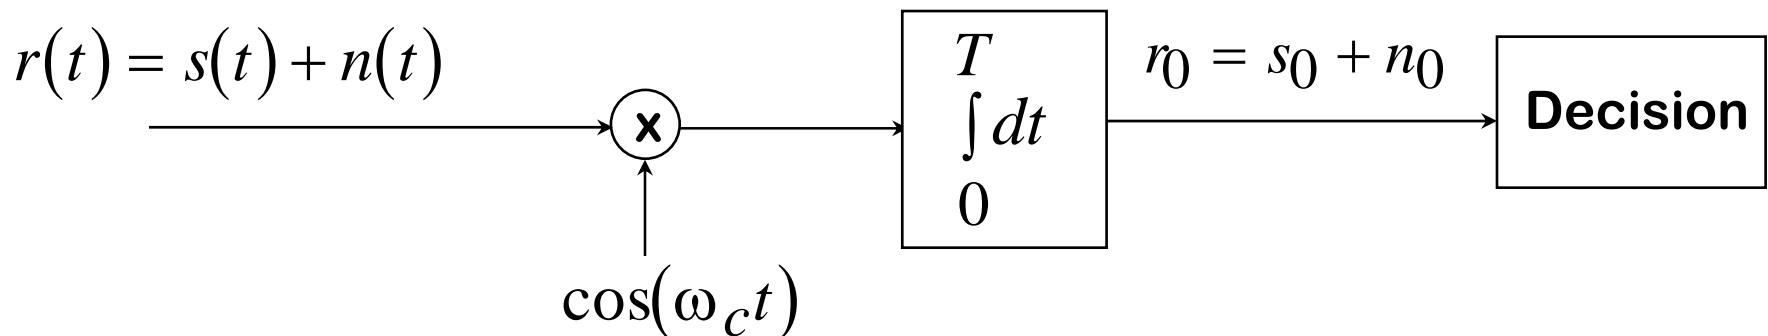 r(t) = s(t) + n(t)
x
cos(ω_c t)
T
∫ dt
0
r_0 = s_0 + n_0
Decision